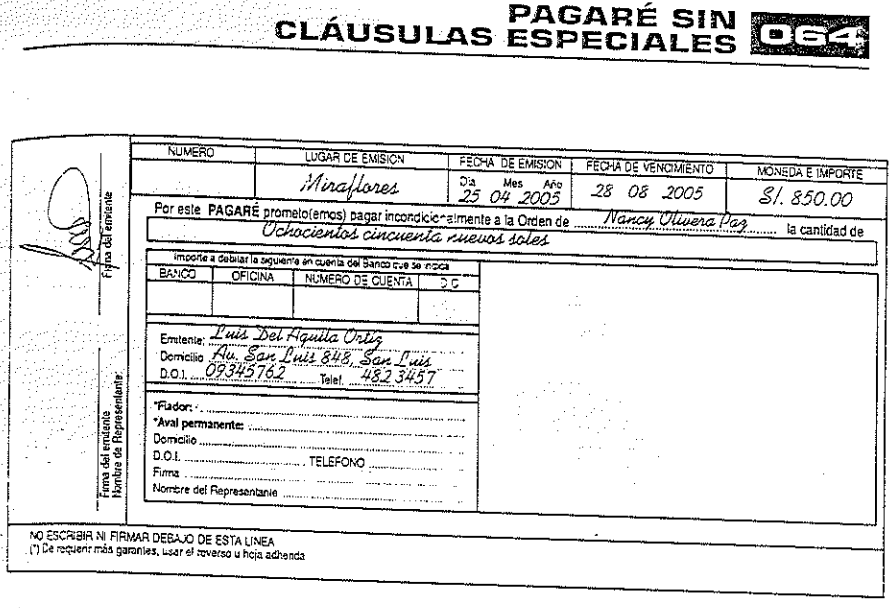 PAGARÉ SIN
CLÁUSULAS ESPECIALES 064
NUMERO LUGAR DE EMISION FECHA DE EMISION FECHA DE VENCIMIENTO MONEDA E IMPORTE
Miraflores Día Mes Año 25 04 2005 28 08 2005 S/. 850.00
Por este PAGARÉ prometo(emos) pagar incondicionalmente a la Orden de Nancy Olivera Paz la cantidad de
Ochocientos cincuenta nuevos soles
Importe a debitar la siguiente en cuenta del Banco que se indica
BANCO OFICINA NUMERO DE CUENTA D C
Emitente: Luis Del Aguila Ortiz
Domicilio Av. San Luis 848, San Luis
D.O.I. 09345762 Telef. 482 3457
*Fiador:
*Aval permanente:
Domicilio
D.O.I. TELEFONO
Firma
Nombre del Representante
Firma del emitente
Firma del emitente
Nombre de Representante:
NO ESCRIBIR NI FIRMAR DEBAJO DE ESTA LINEA
(*) De requerir más garantes, usar el reverso u hoja adherida